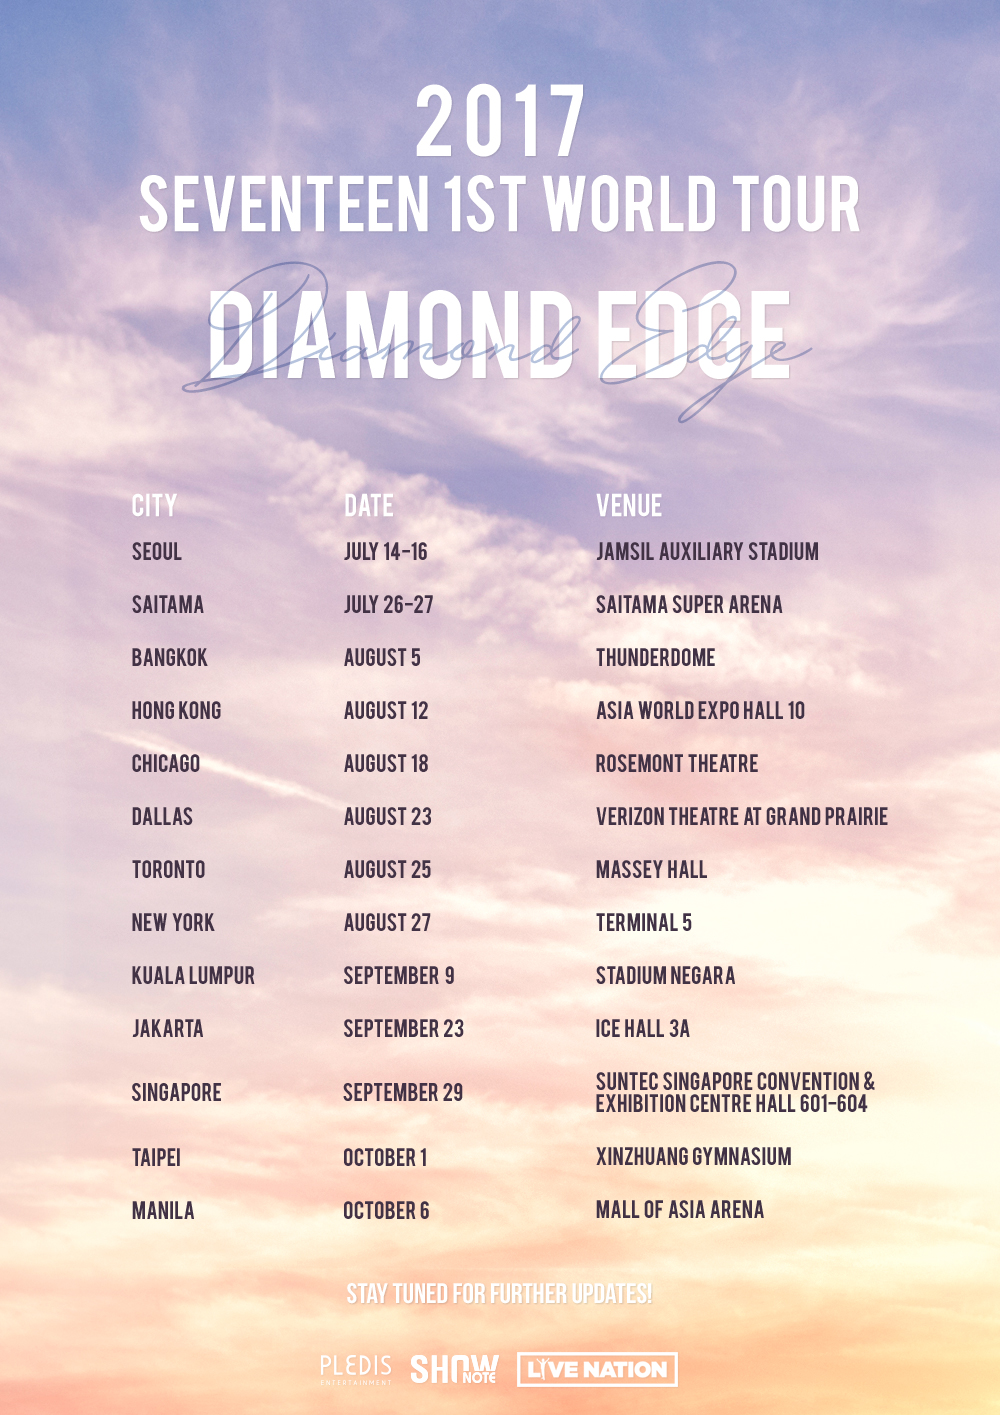 2017
SEVENTEEN 1ST WORLD TOUR
DIAMOND EDGE
Diamond Edge
CITY DATE VENUE
SEOUL JULY 14-16 JAMSIL AUXILIARY STADIUM
SAITAMA JULY 26-27 SAITAMA SUPER ARENA
BANGKOK AUGUST 5 THUNDERDOME
HONG KONG AUGUST 12 ASIA WORLD EXPO HALL 10
CHICAGO AUGUST 18 ROSEMONT THEATRE
DALLAS AUGUST 23 VERIZON THEATRE AT GRAND PRAIRIE
TORONTO AUGUST 25 MASSEY HALL
NEW YORK AUGUST 27 TERMINAL 5
KUALA LUMPUR SEPTEMBER 9 STADIUM NEGARA
JAKARTA SEPTEMBER 23 ICE HALL 3A
SINGAPORE SEPTEMBER 29 SUNTEC SINGAPORE CONVENTION &
EXHIBITION CENTRE HALL 601-604
TAIPEI OCTOBER 1 XINZHUANG GYMNASIUM
MANILA OCTOBER 6 MALL OF ASIA ARENA
STAY TUNED FOR FURTHER UPDATES!
PLEDIS SHOW LIVE NATION
ENTERTAINMENT NOTE